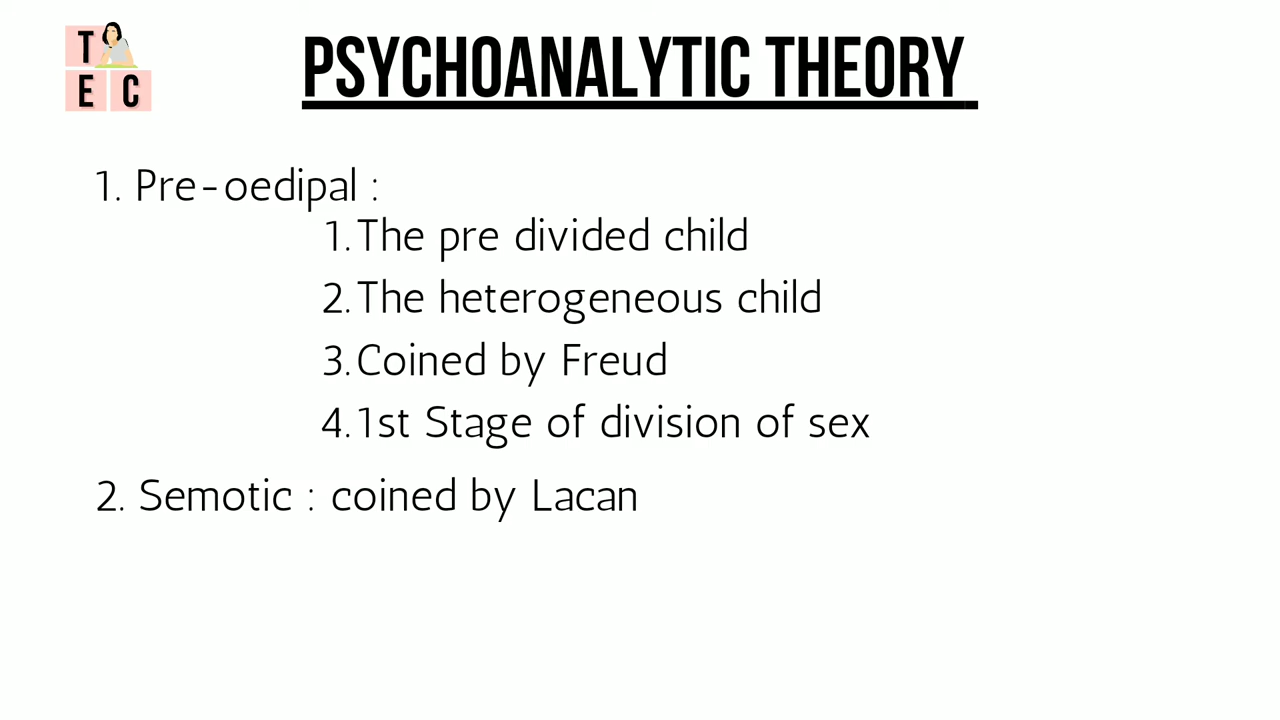 T
E C
PSYCHOANALYTIC THEORY
1. Pre-oedipal :
1. The pre divided child
2. The heterogeneous child
3. Coined by Freud
4. 1st Stage of division of sex
2. Semotic : coined by Lacan